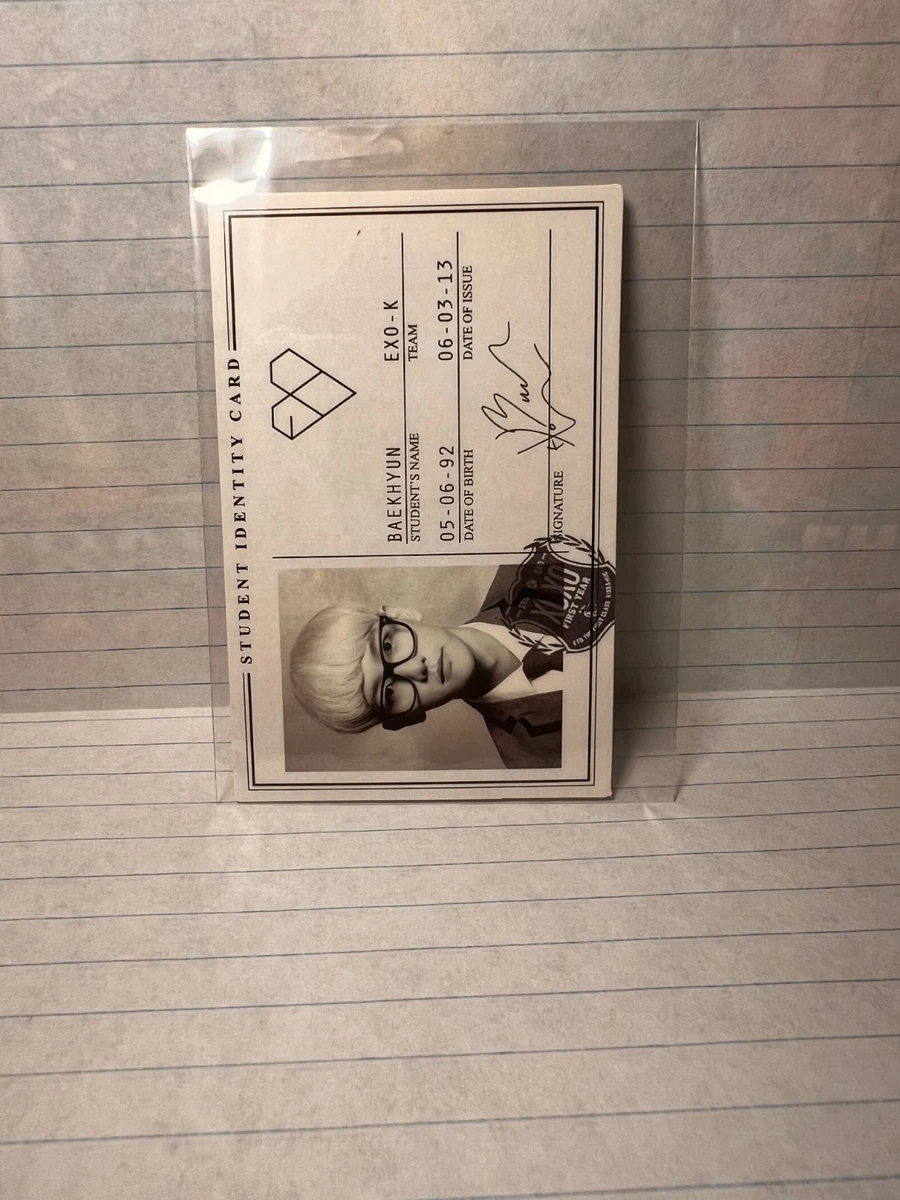 STUDENT IDENTITY CARD
BAEKHYUN
STUDENT'S NAME
EXO-K
TEAM
05-06-92
DATE OF BIRTH
06-03-13
DATE OF ISSUE
SIGNATURE
XOXO
FIRST YEAR